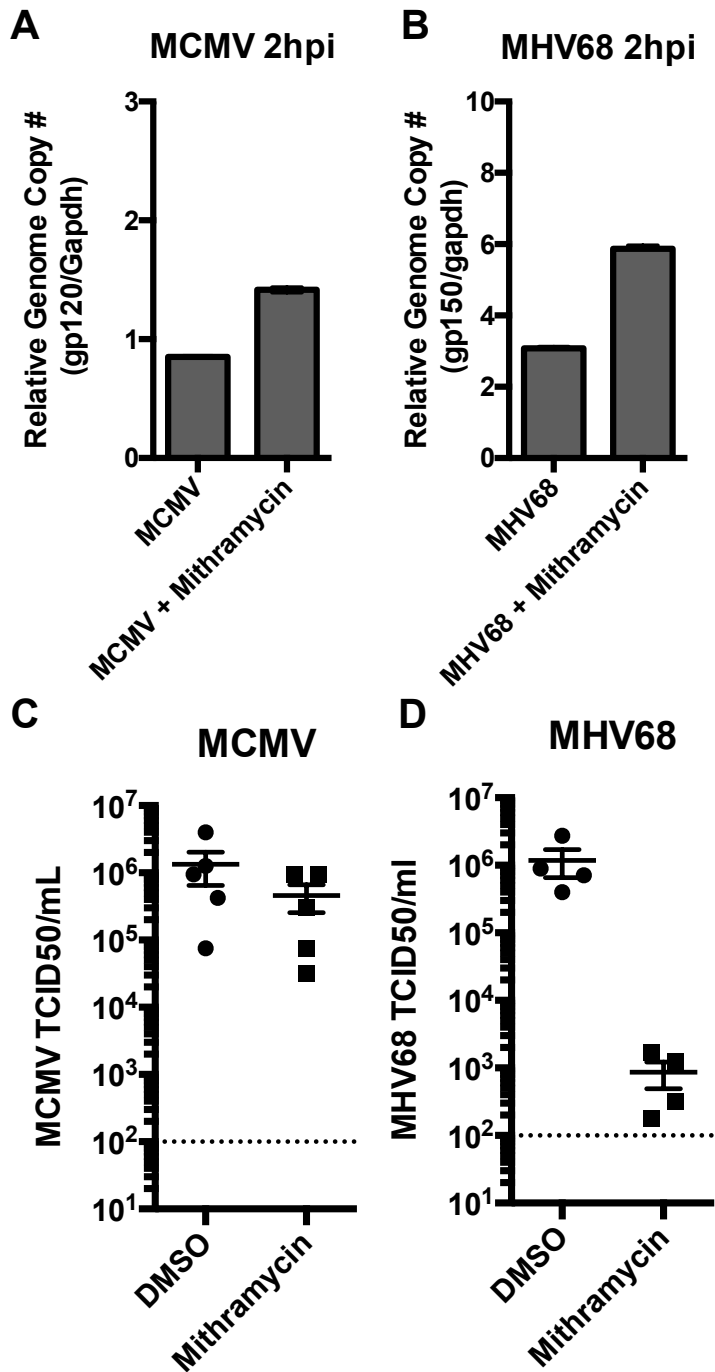 A
MCMV 2hpi
Relative Genome Copy #
(gp120/Gapdh)
3
2
1
0
MCMV
MCMV + Mithramycin
B
MHV68 2hpi
Relative Genome Copy #
(gp150/gapdh)
10
8
6
4
2
0
MHV68
MHV68 + Mithramycin
C
MCMV
MCMV TCID50/mL
10⁷
10⁶
10⁵
10⁴
10³
10²
10¹
DMSO
Mithramycin
D
MHV68
MHV68 TCID50/ml
10⁷
10⁶
10⁵
10⁴
10³
10²
10¹
DMSO
Mithramycin